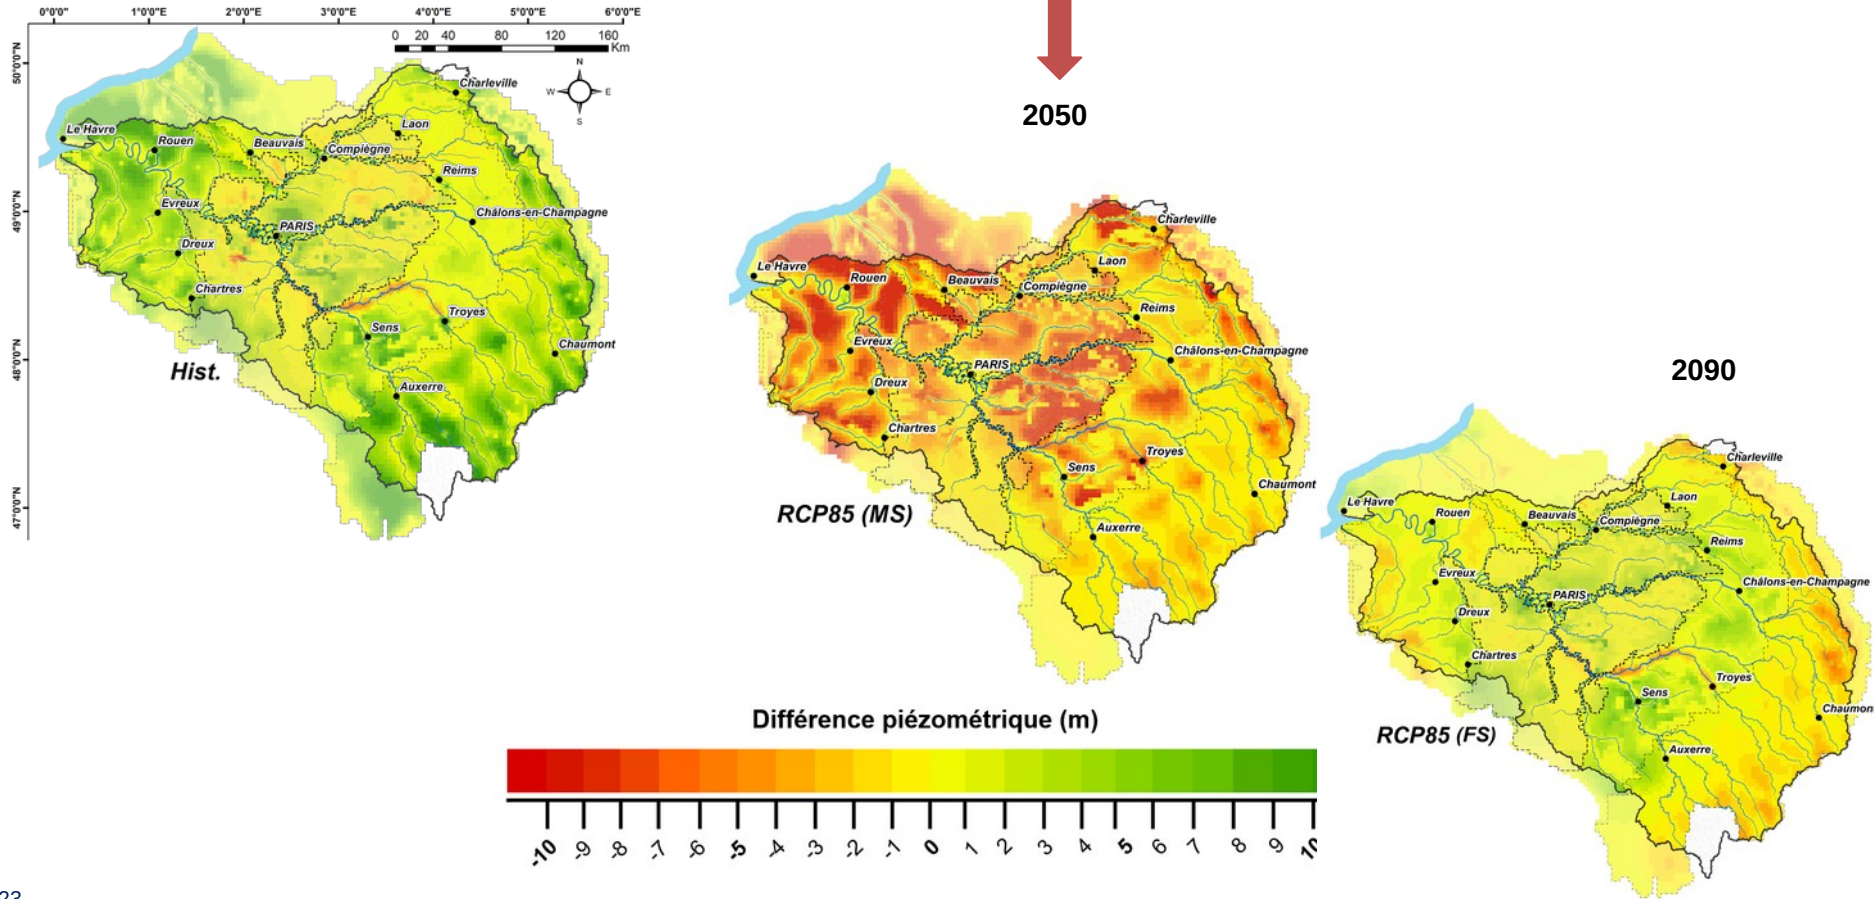 0°0'0" 1°0'0"E 2°0'0"E 3°0'0"E 4°0'0"E 5°0'0"E 6°0'0"E
0 20 40 80 120 160
Km
N
W E
S
50°0'0"N
49°0'0"N
48°0'0"N
47°0'0"N
Charleville
Le Havre
Laon
Rouen
Beauvais
Compiègne
Reims
Evreux
Châlons-en-Champagne
PARIS
Dreux
Chartres
Troyes
Sens
Chaumont
Auxerre
Hist.
2050
Charleville
Le Havre
Laon
Rouen
Beauvais
Compiègne
Reims
Evreux
Châlons-en-Champagne
PARIS
Dreux
Chartres
Troyes
Sens
Chaumont
Auxerre
RCP85 (MS)
2090
Charleville
Le Havre
Laon
Rouen
Beauvais
Compiègne
Reims
Evreux
Châlons-en-Champagne
PARIS
Dreux
Chartres
Troyes
Sens
Chaumon
Auxerre
RCP85 (FS)
Différence piézométrique (m)
-10 -9 -8 -7 -6 -5 -4 -3 -2 -1 0 1 2 3 4 5 6 7 8 9 10
23